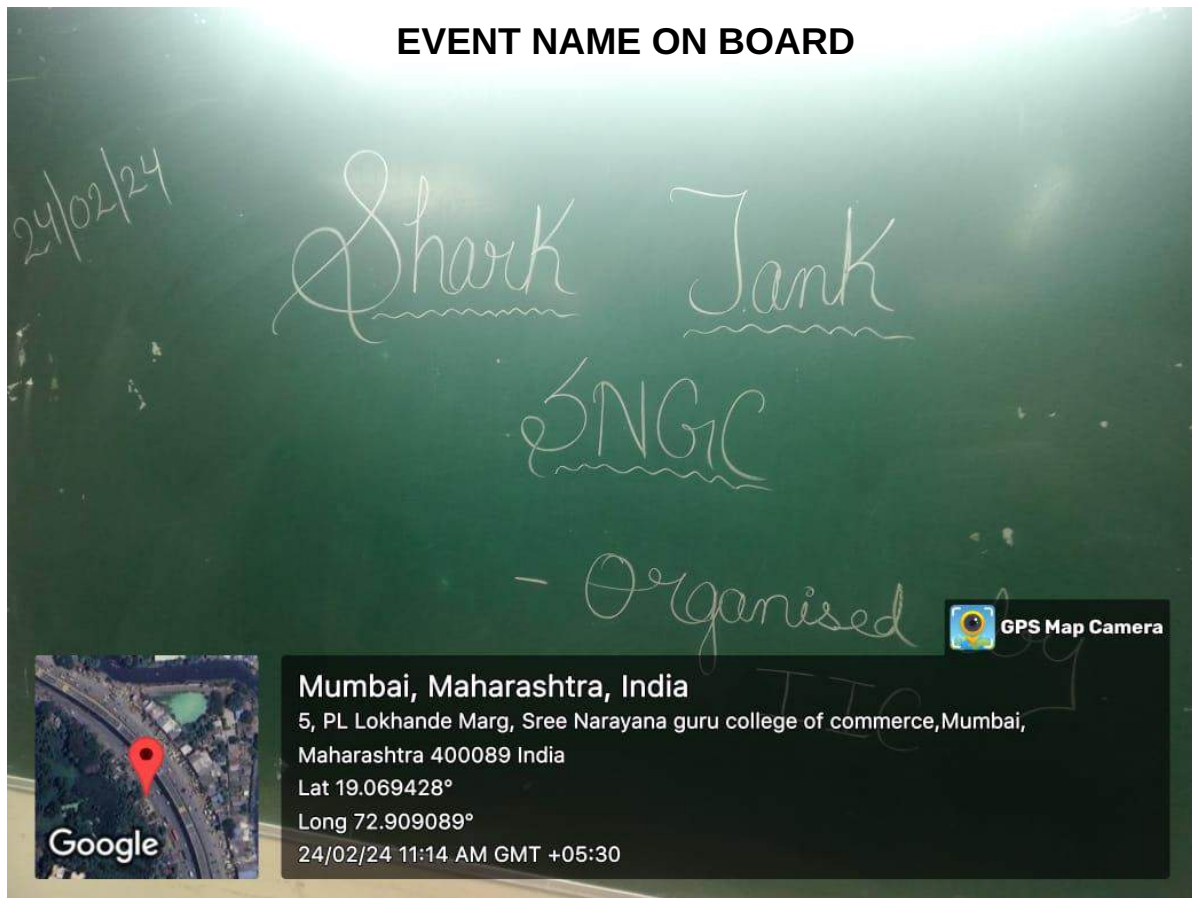 EVENT NAME ON BOARD
24/02/24
Shark Tank
SNGC
- Organised by
IIC
GPS Map Camera
Mumbai, Maharashtra, India
5, PL Lokhande Marg, Sree Narayana guru college of commerce,Mumbai,
Maharashtra 400089 India
Lat 19.069428°
Long 72.909089°
24/02/24 11:14 AM GMT +05:30
Google